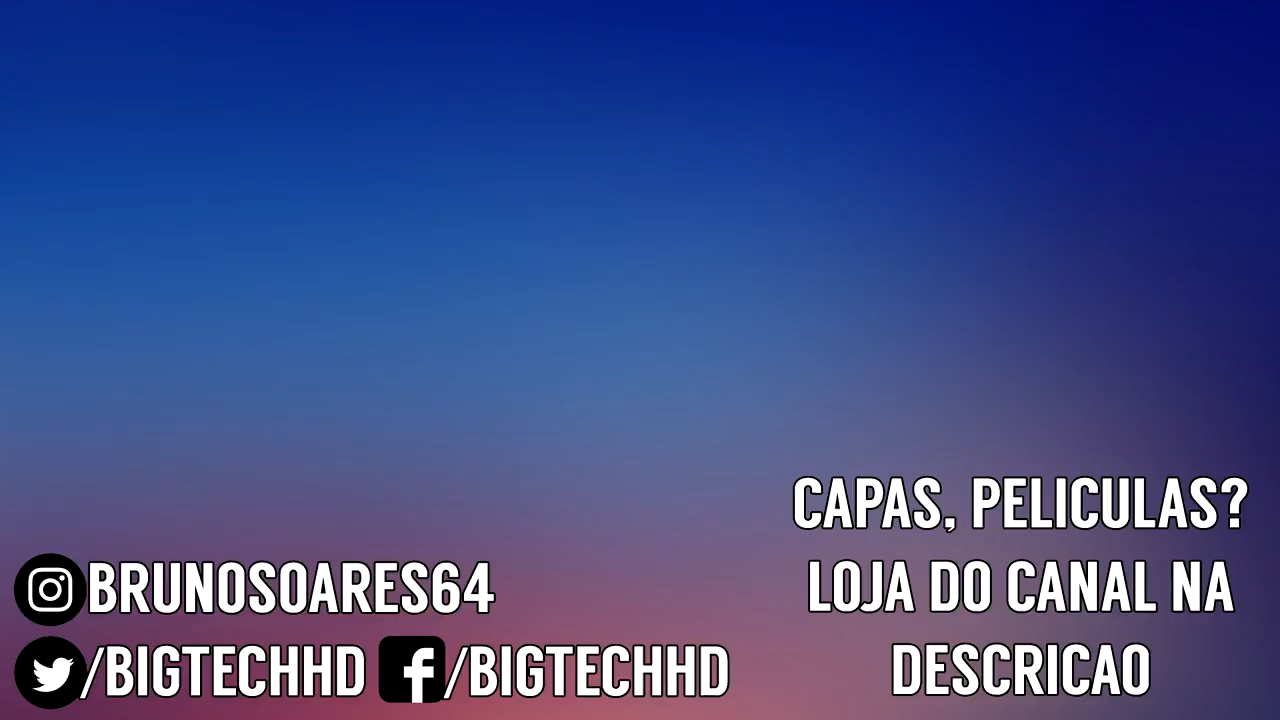 BRUNOSOARES64
/BIGTECHHD /BIGTECHHD
CAPAS, PELICULAS?
LOJA DO CANAL NA
DESCRICAO